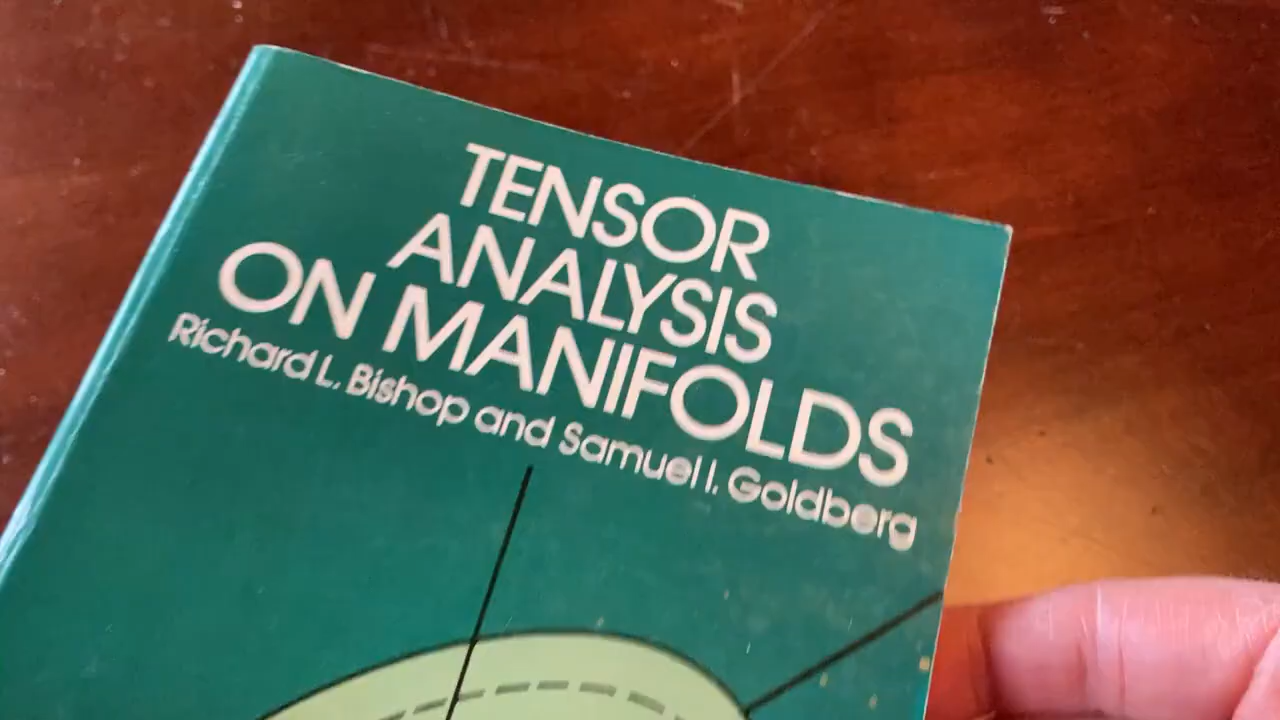 TENSOR
ANALYSIS
ON MANIFOLDS
Richard L. Bishop and Samuel I. Goldberg